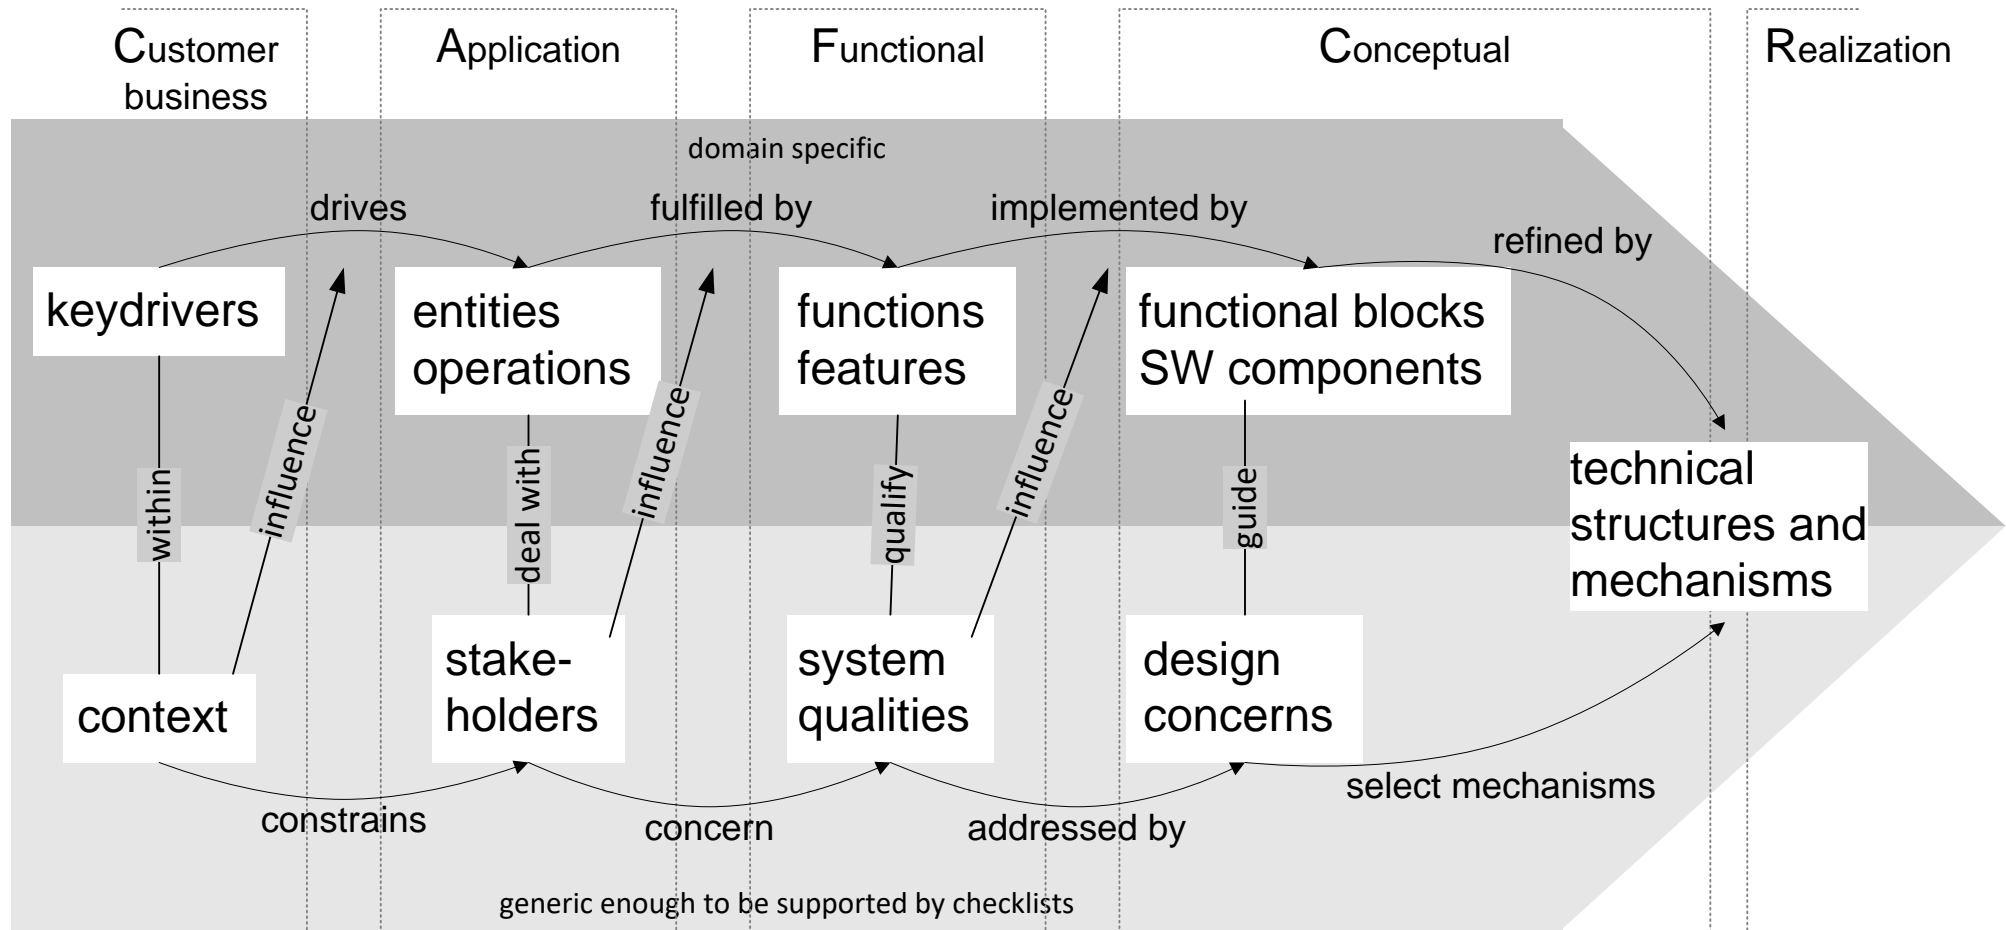 Customer
business
Application
Functional
Conceptual
Realization
domain specific
drives
fulfilled by
implemented by
refined by
keydrivers
entities
operations
functions
features
functional blocks
SW components
within
influence
deal with
influence
qualify
influence
guide
technical
structures and
mechanisms
context
stake-
holders
system
qualities
design
concerns
constrains
concern
addressed by
select mechanisms
generic enough to be supported by checklists